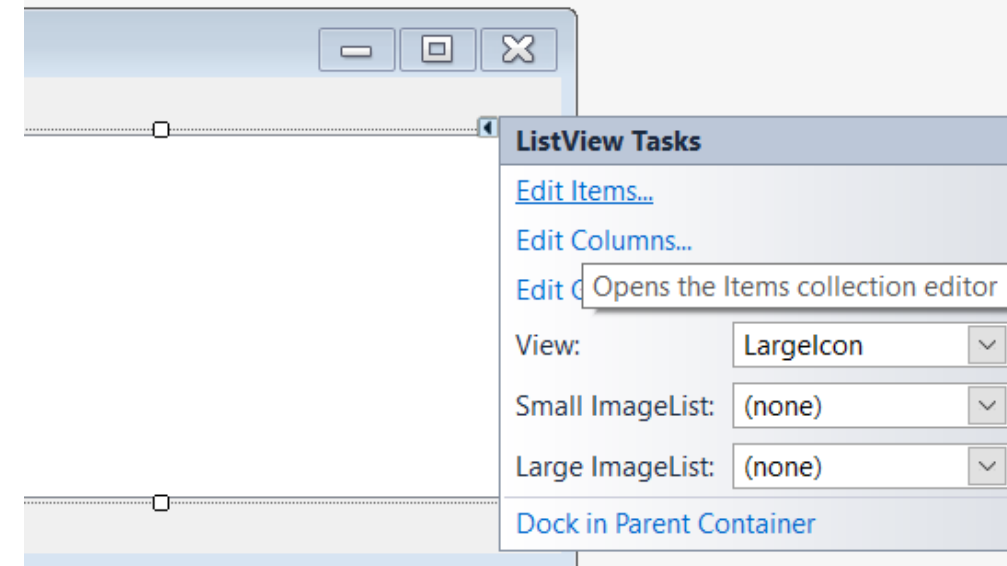 ListView Tasks
Edit Items...
Edit Columns...
Edit
Opens the Items collection editor
View: LargeIcon
Small ImageList: (none)
Large ImageList: (none)
Dock in Parent Container